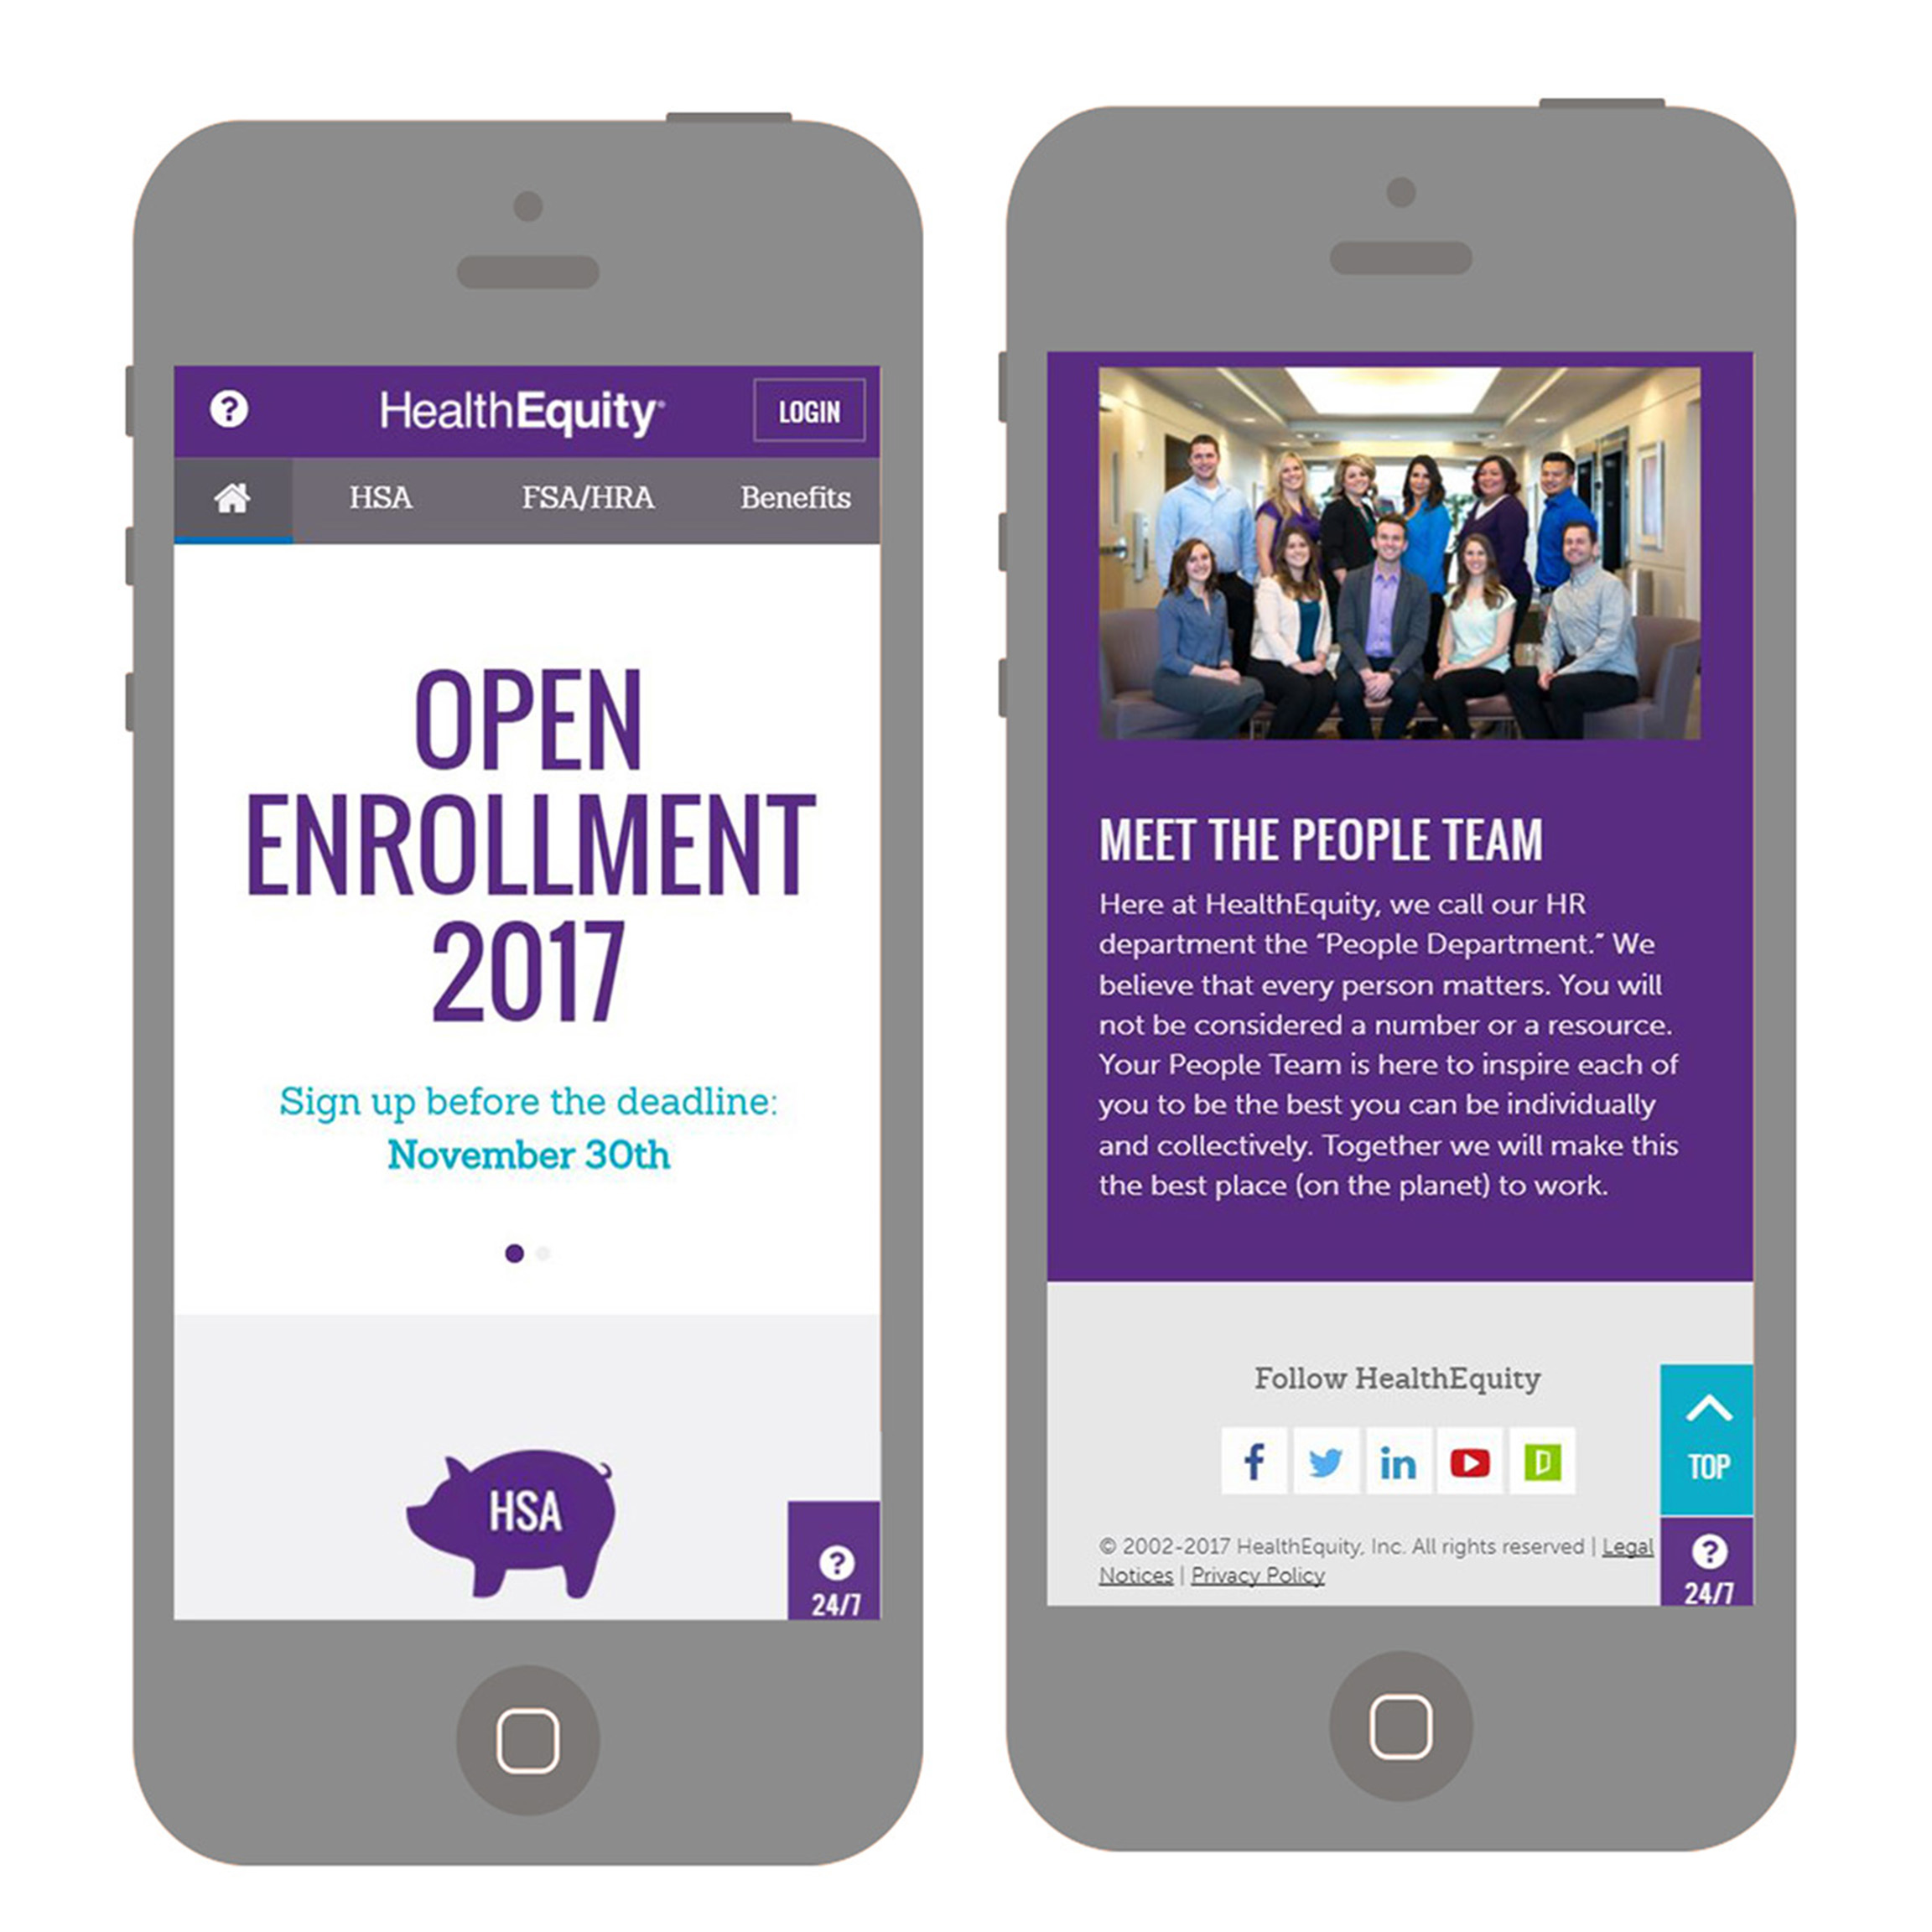 HealthEquity®
LOGIN
HSA
FSA/HRA
Benefits
OPEN
ENROLLMENT
2017
Sign up before the deadline:
November 30th
HSA
24/7
MEET THE PEOPLE TEAM
Here at HealthEquity, we call our HR
department the “People Department.” We
believe that every person matters. You will
not be considered a number or a resource.
Your People Team is here to inspire each of
you to be the best you can be individually
and collectively. Together we will make this
the best place (on the planet) to work.
Follow HealthEquity
TOP
© 2002-2017 HealthEquity, Inc. All rights reserved | Legal
Notices | Privacy Policy
24/7